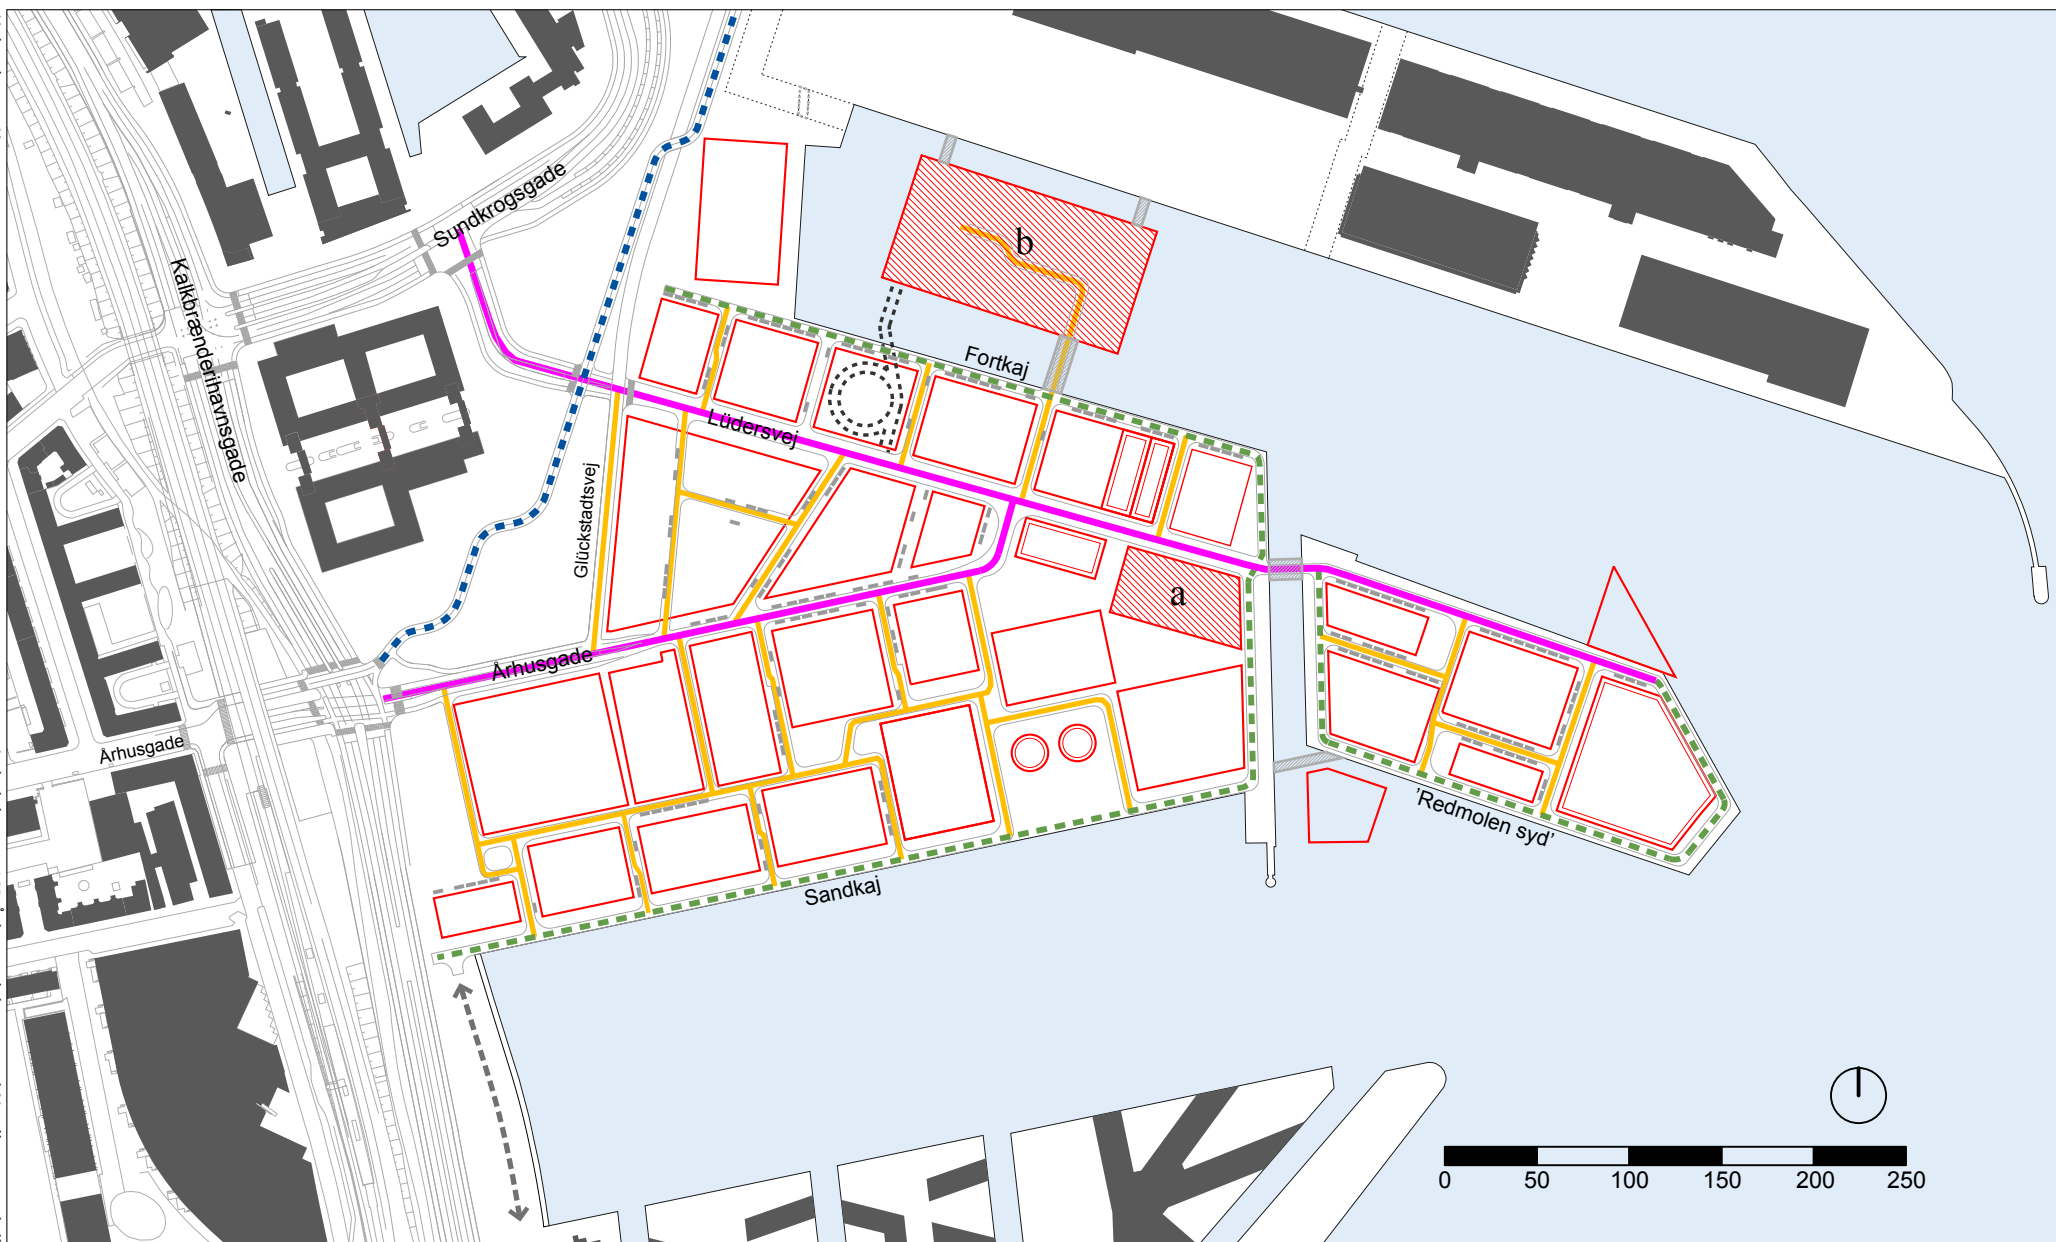 Sundkrogsgade
Kalkbrænderihavnsgade
b
Fortkaj
Lüdersvej
Glückstadtsvej
a
Århusgade
Århusgade
'Redmolen syd'
Sandkaj
0 50 100 150 200 250